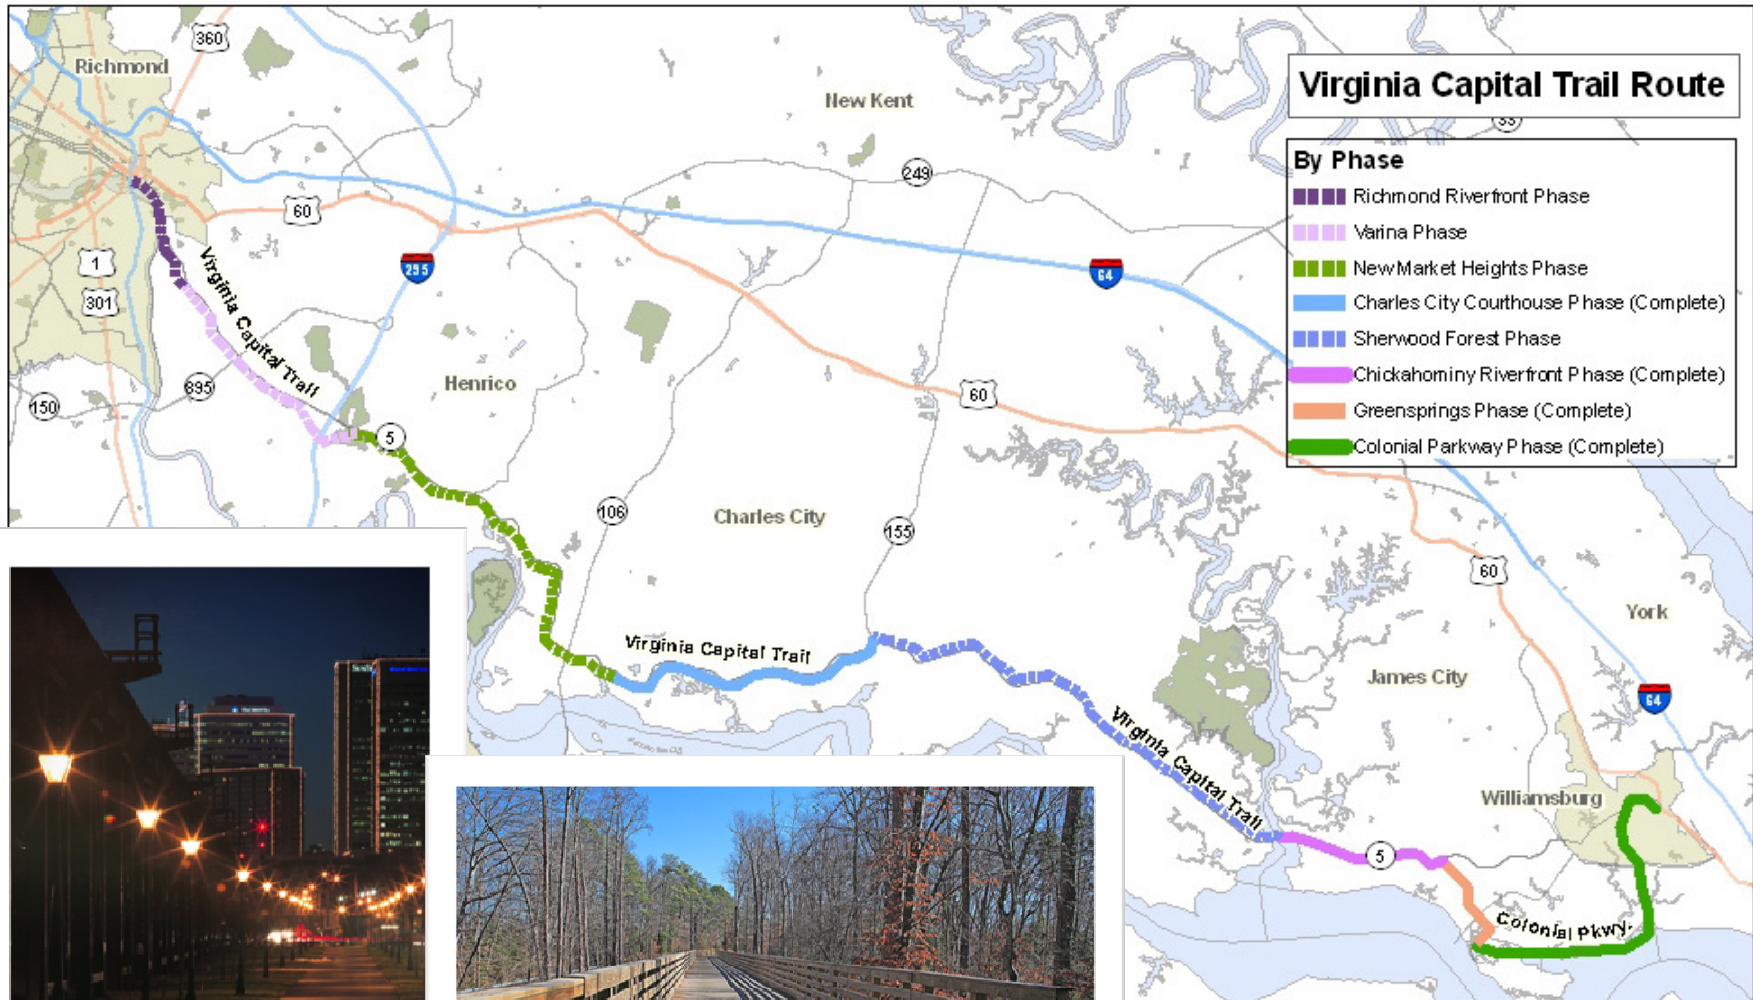 Virginia Capital Trail Route
By Phase
Richmond Riverfront Phase
Varina Phase
New Market Heights Phase
Charles City Courthouse Phase (Complete)
Sherwood Forest Phase
Chickahominy Riverfront Phase (Complete)
Greensprings Phase (Complete)
Colonial Parkway Phase (Complete)
360
Richmond
New Kent
33
249
60
295
64
1
301
Virginia Capital Trail
Henrico
895
150
60
5
106
Charles City
155
60
York
Virginia Capital Trail
James City
64
Virginia Capital Trail
Williamsburg
5
Colonial Pkwy.